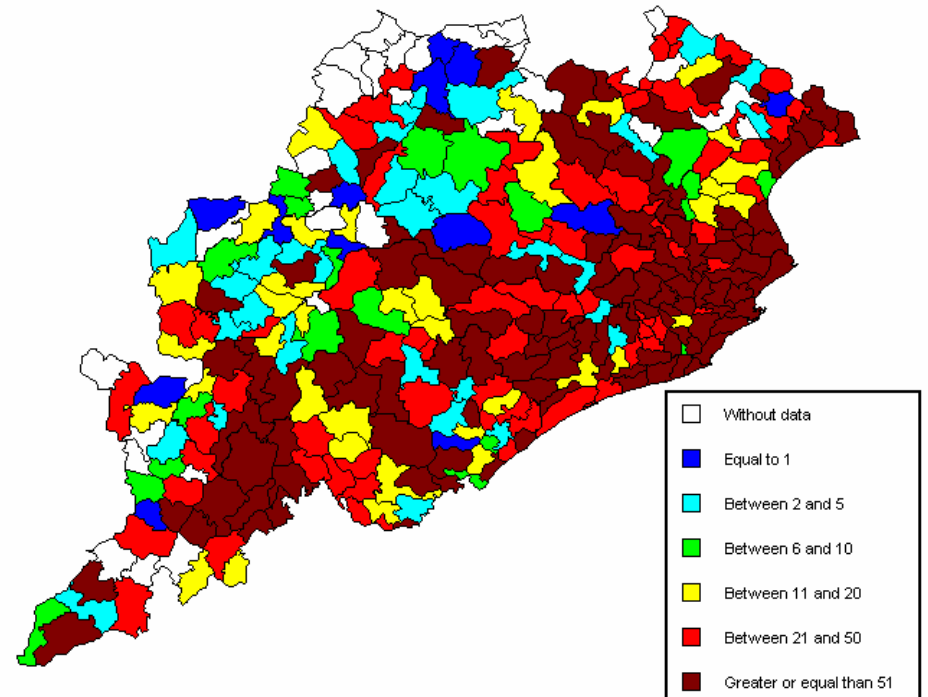 Without data
Equal to 1
Between 2 and 5
Between 6 and 10
Between 11 and 20
Between 21 and 50
Greater or equal than 51